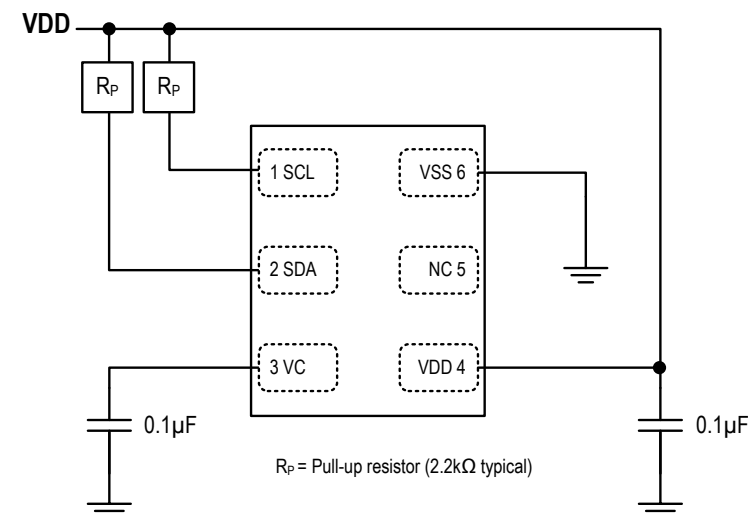 VDD
RP RP
1 SCL
VSS 6
2 SDA
NC 5
3 VC
VDD 4
0.1µF
0.1µF
RP = Pull-up resistor (2.2kΩ typical)